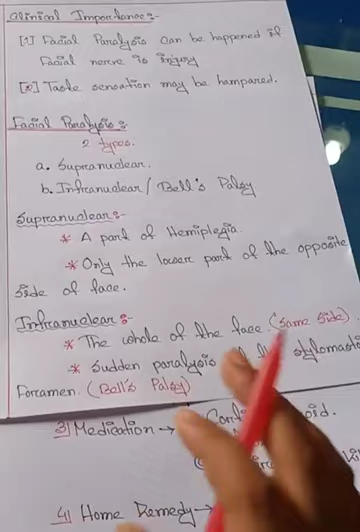 Clinical Importance:-
[1] Facial Paralysis can be happened if
facial nerve is injury
[2] Taste sensation may be hampared.
Facial Paralysis :-
2 types.
a. Supranuclear.
b. Infranuclear / Bell's Palsy
Supranuclear:-
* A part of Hemiplegia.
* Only the lower part of the opposite
side of face.
Infranuclear :-
* The whole of the face. (Same side).
* Sudden paralysis
Forcamen. (Bell's Palsy)
3) Medication →
4) Home Remedy →